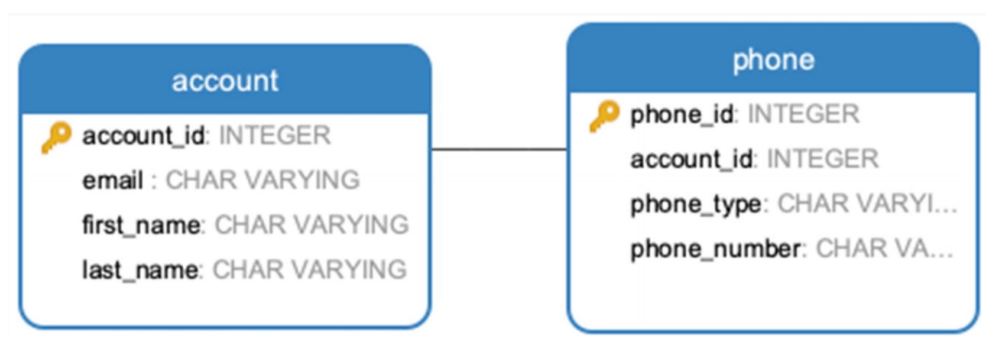 account
account_id: INTEGER
email : CHAR VARYING
first_name: CHAR VARYING
last_name: CHAR VARYING
phone
phone_id: INTEGER
account_id: INTEGER
phone_type: CHAR VARYI...
phone_number: CHAR VA...